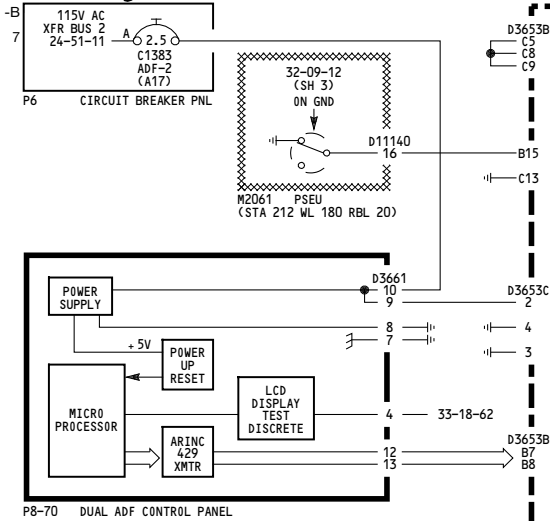 -B
7
115V AC
XFR BUS 2
24-51-11
A
2.5
C1383
ADF-2
(A17)
P6 CIRCUIT BREAKER PNL
32-09-12
(SH 3)
ON GND
D11140
16
M2061 PSEU
(STA 212 WL 180 RBL 20)
D3653B
C5
C8
C9
B15
C13
POWER
SUPPLY
+5V
POWER
UP
RESET
MICRO
PROCESSOR
LCD
DISPLAY
TEST
DISCRETE
ARINC
429
XMTR
D3661
10
9
8
7
4
33-18-62
12
13
D3653C
2
4
3
D3653B
B7
B8
P8-70 DUAL ADF CONTROL PANEL